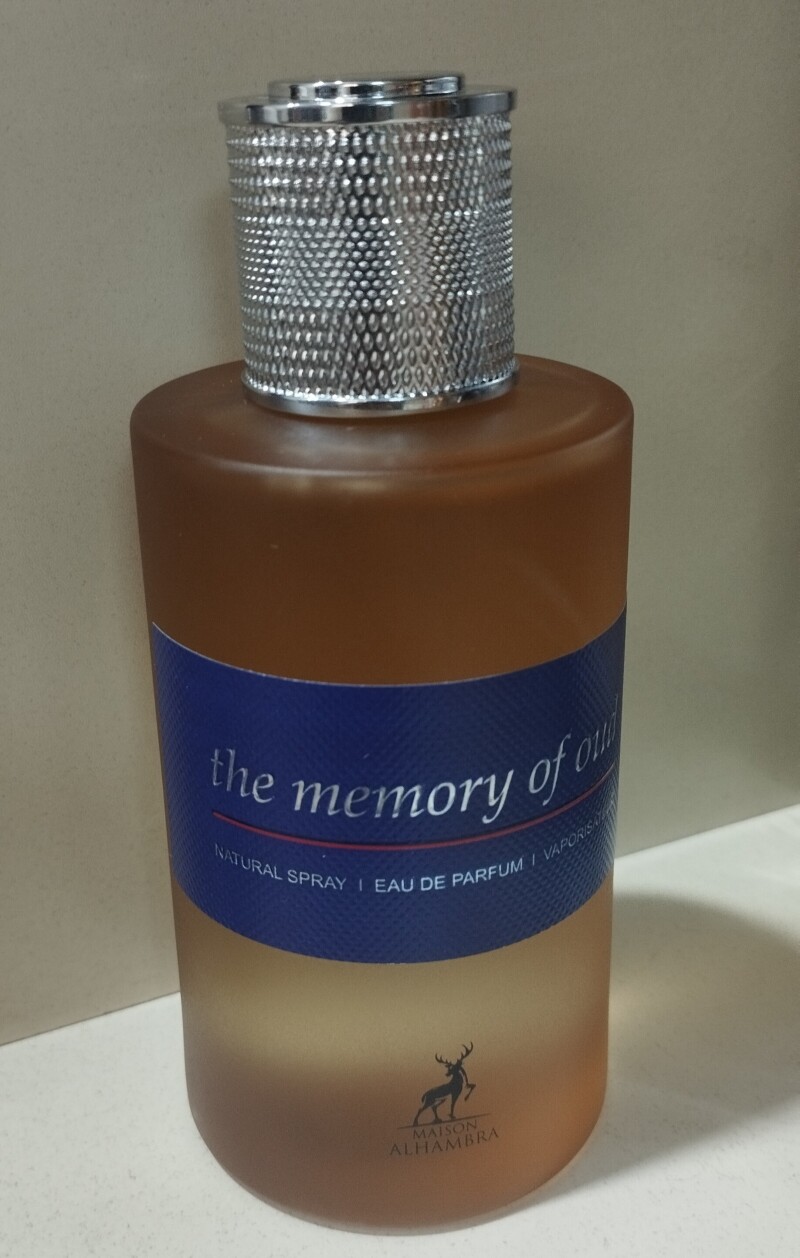 the memory of oud
NATURAL SPRAY | EAU DE PARFUM |
MAISON
ALHAMBRA